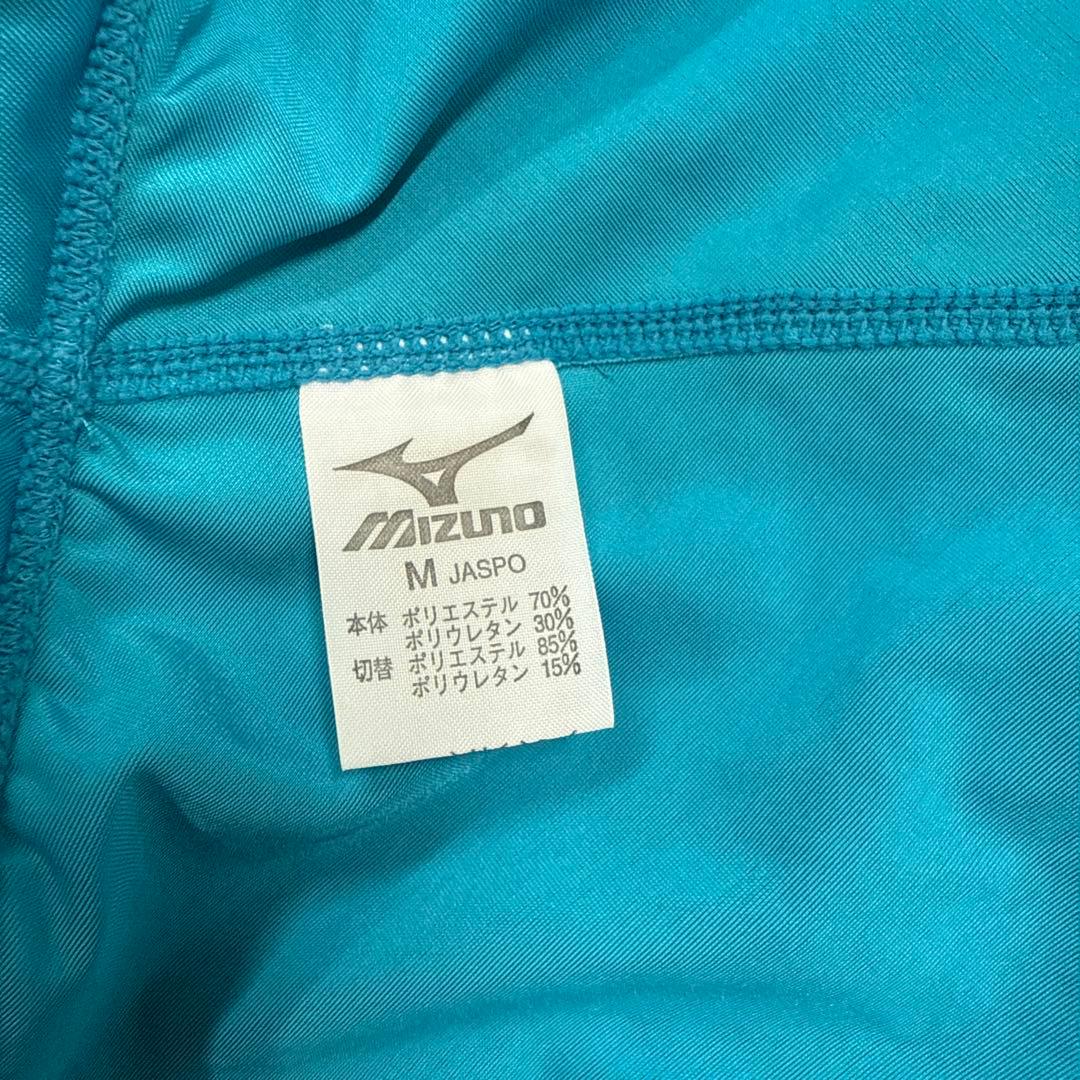 MIZUNO
M JASPO
本体 ポリエステル 70%
ポリウレタン 30%
切替 ポリエステル 85%
ポリウレタン 15%